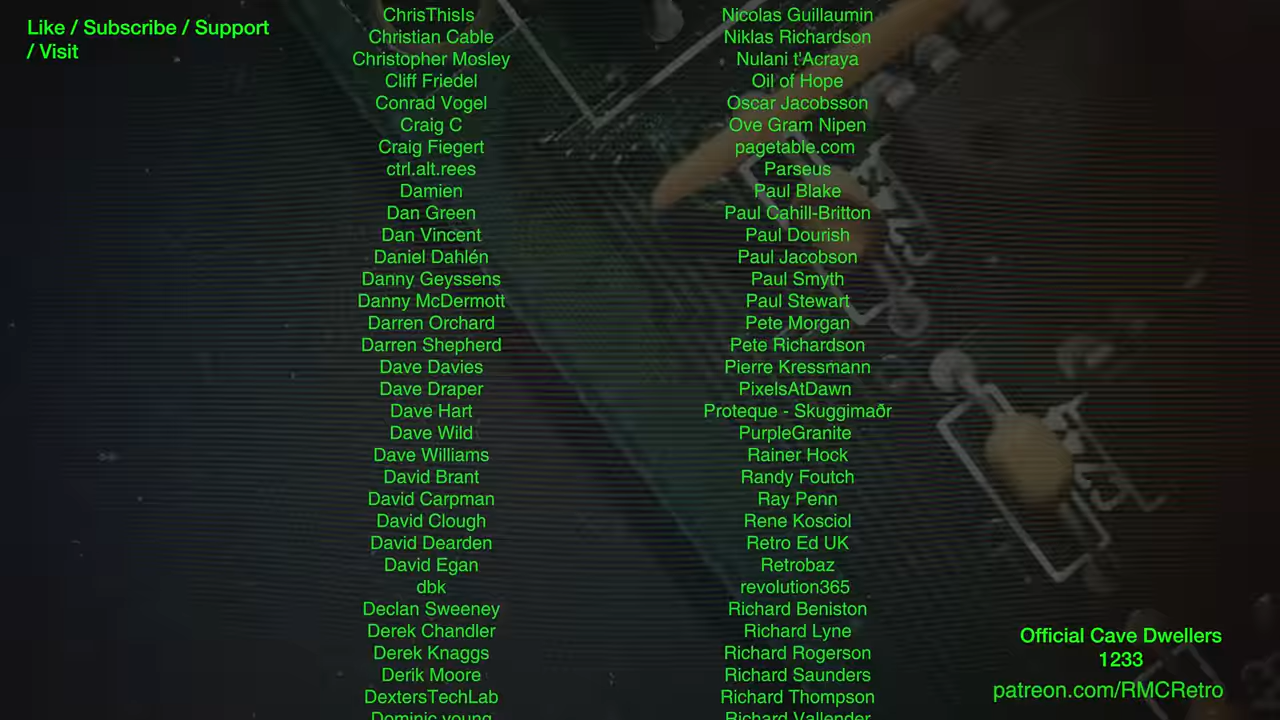 Like / Subscribe / Support
/ Visit
ChrisThisIs
Christian Cable
Christopher Mosley
Cliff Friedel
Conrad Vogel
Craig C
Craig Fiegert
ctrl.alt.rees
Damien
Dan Green
Dan Vincent
Daniel Dahlén
Danny Geyssens
Danny McDermott
Darren Orchard
Darren Shepherd
Dave Davies
Dave Draper
Dave Hart
Dave Wild
Dave Williams
David Brant
David Carpman
David Clough
David Dearden
David Egan
dbk
Declan Sweeney
Derek Chandler
Derek Knaggs
Derik Moore
DextersTechLab
Dominic young
Nicolas Guillaumin
Niklas Richardson
Nulani t'Acraya
Oil of Hope
Oscar Jacobsson
Ove Gram Nipen
pagetable.com
Parseus
Paul Blake
Paul Cahill-Britton
Paul Dourish
Paul Jacobson
Paul Smyth
Paul Stewart
Pete Morgan
Pete Richardson
Pierre Kressmann
PixelsAtDawn
Proteque - Skuggimaðr
PurpleGranite
Rainer Hock
Randy Foutch
Ray Penn
Rene Kosciol
Retro Ed UK
Retrobaz
revolution365
Richard Beniston
Richard Lyne
Richard Rogerson
Richard Saunders
Richard Thompson
Richard Vallender
Official Cave Dwellers
1233
patreon.com/RMCRetro